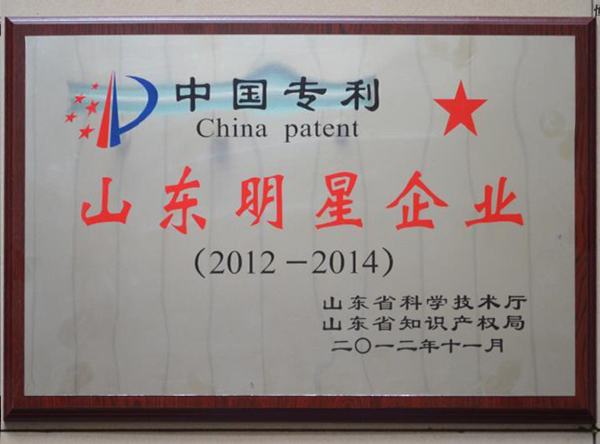 中国专利
China patent
山东明星企业
(2012－2014)
山东省科学技术厅
山东省知识产权局
二〇一二年十一月